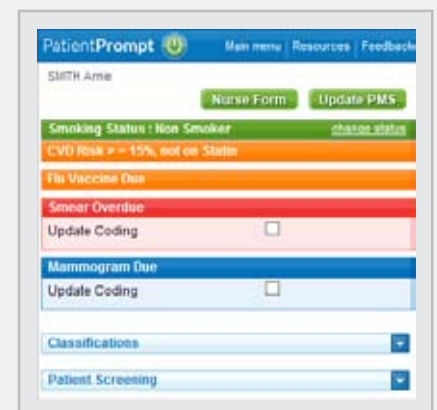 PatientPrompt Main menu Resources Feedback
SMITH Arnie
Nurse Form Update PMS
Smoking Status : Non Smoker change status
CVD Risk > = 15%, not on Statin
Flu Vaccine Due
Smear Overdue
Update Coding
Mammogram Due
Update Coding
Classifications
Patient Screening